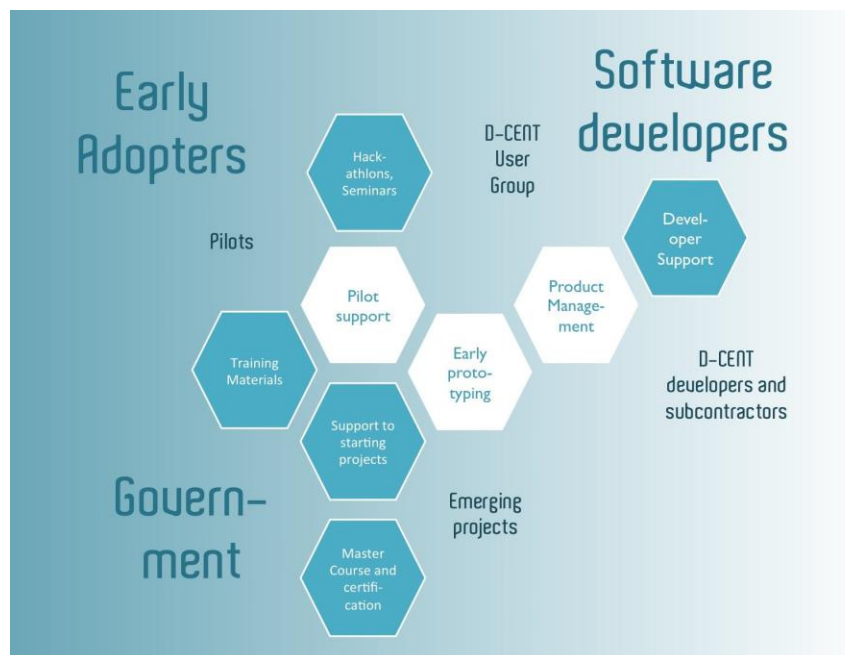 Early
Adopters
Software
developers
Hack-
athlons,
Seminars
D-CENT
User
Group
Pilots
Devel-
oper
Support
Pilot
support
Product
Manage-
ment
Training
Materials
Early
proto-
typing
D-CENT
developers and
subcontractors
Support to
starting
projects
Govern-
ment
Emerging
projects
Master
Course and
certifi-
cation